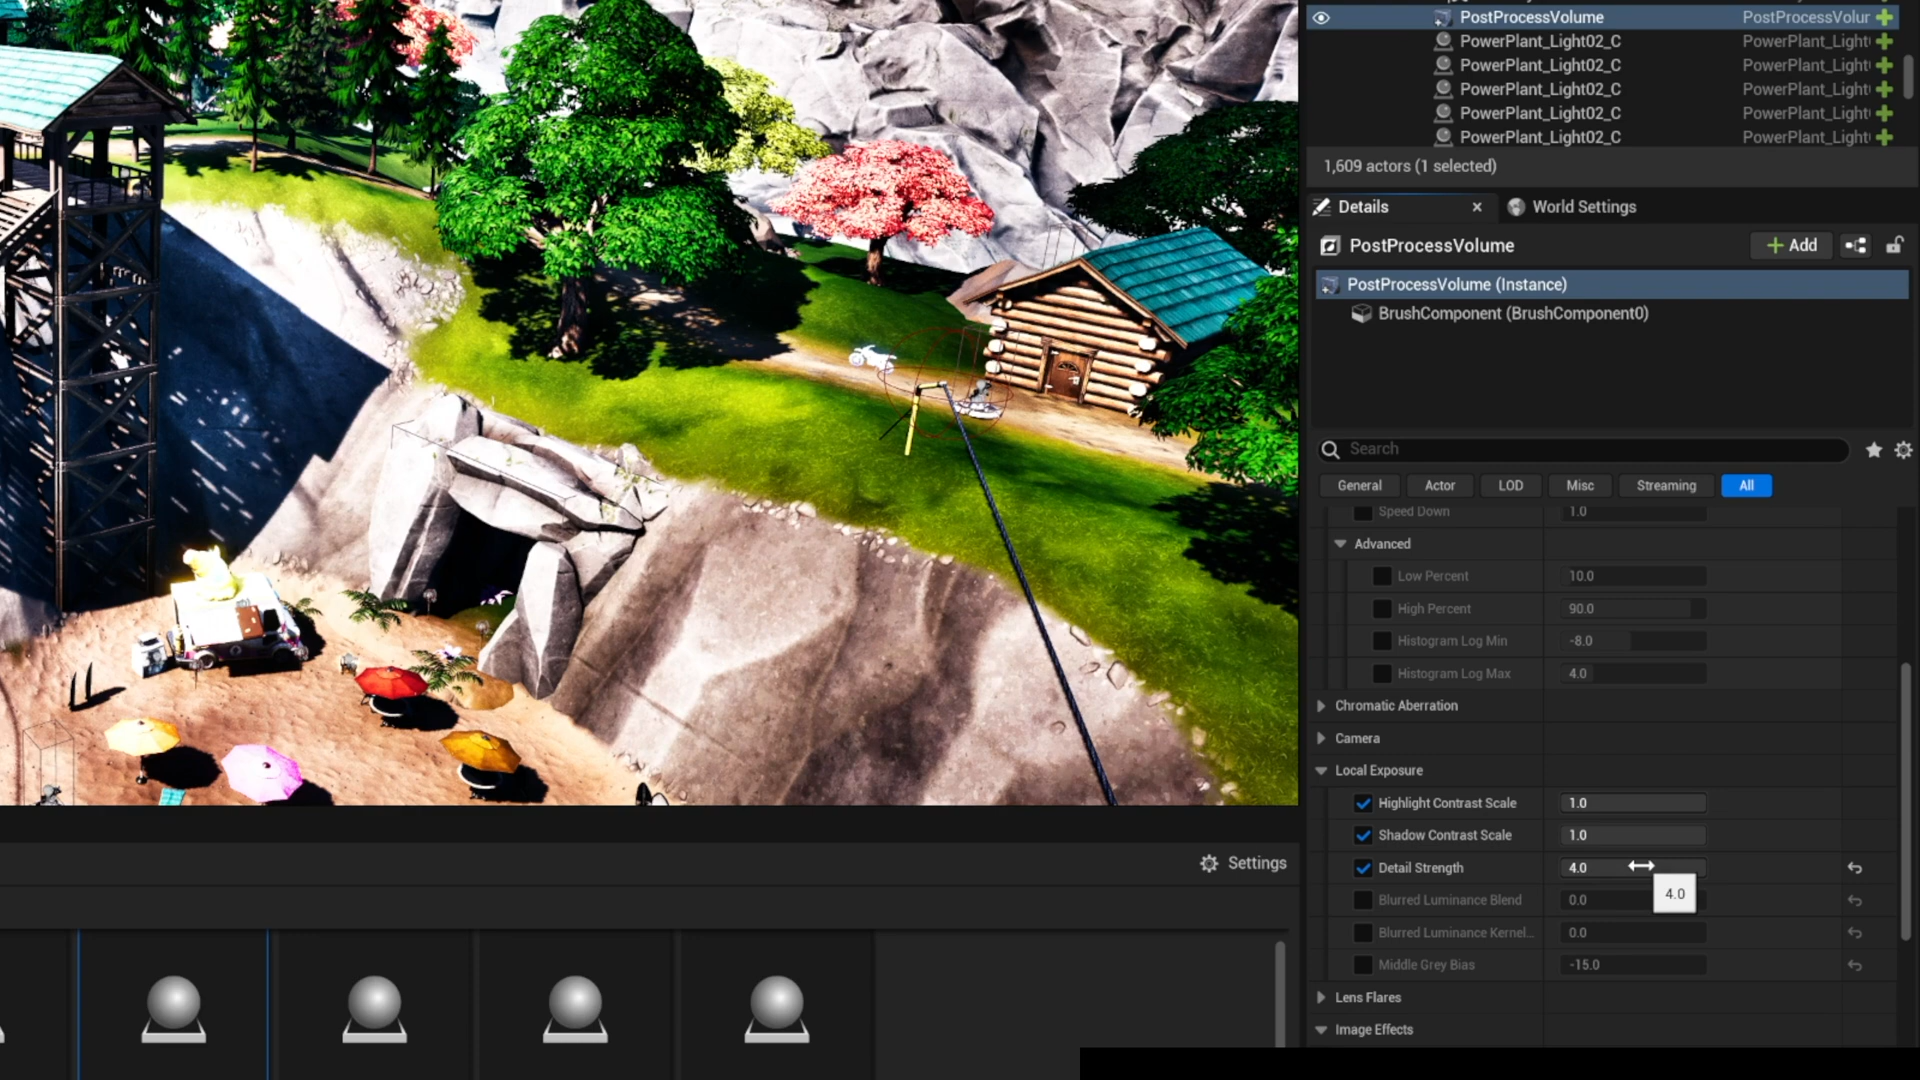 PostProcessVolume PostProcessVolur
PowerPlant_Light02_C PowerPlant_Light
PowerPlant_Light02_C PowerPlant_Light
PowerPlant_Light02_C PowerPlant_Light
PowerPlant_Light02_C PowerPlant_Light
PowerPlant_Light02_C PowerPlant_Light
1,609 actors (1 selected)
Details World Settings
PostProcessVolume Add
PostProcessVolume (Instance)
BrushComponent (BrushComponent0)
Search
General Actor LOD Misc Streaming All
Speed Down 1.0
Advanced
Low Percent 10.0
High Percent 90.0
Histogram Log Min -8.0
Histogram Log Max 4.0
Chromatic Aberration
Camera
Local Exposure
Highlight Contrast Scale 1.0
Shadow Contrast Scale 1.0
Detail Strength 4.0
4.0
Blurred Luminance Blend 0.0
Blurred Luminance Kernel... 0.0
Middle Grey Bias -15.0
Lens Flares
Image Effects
Settings